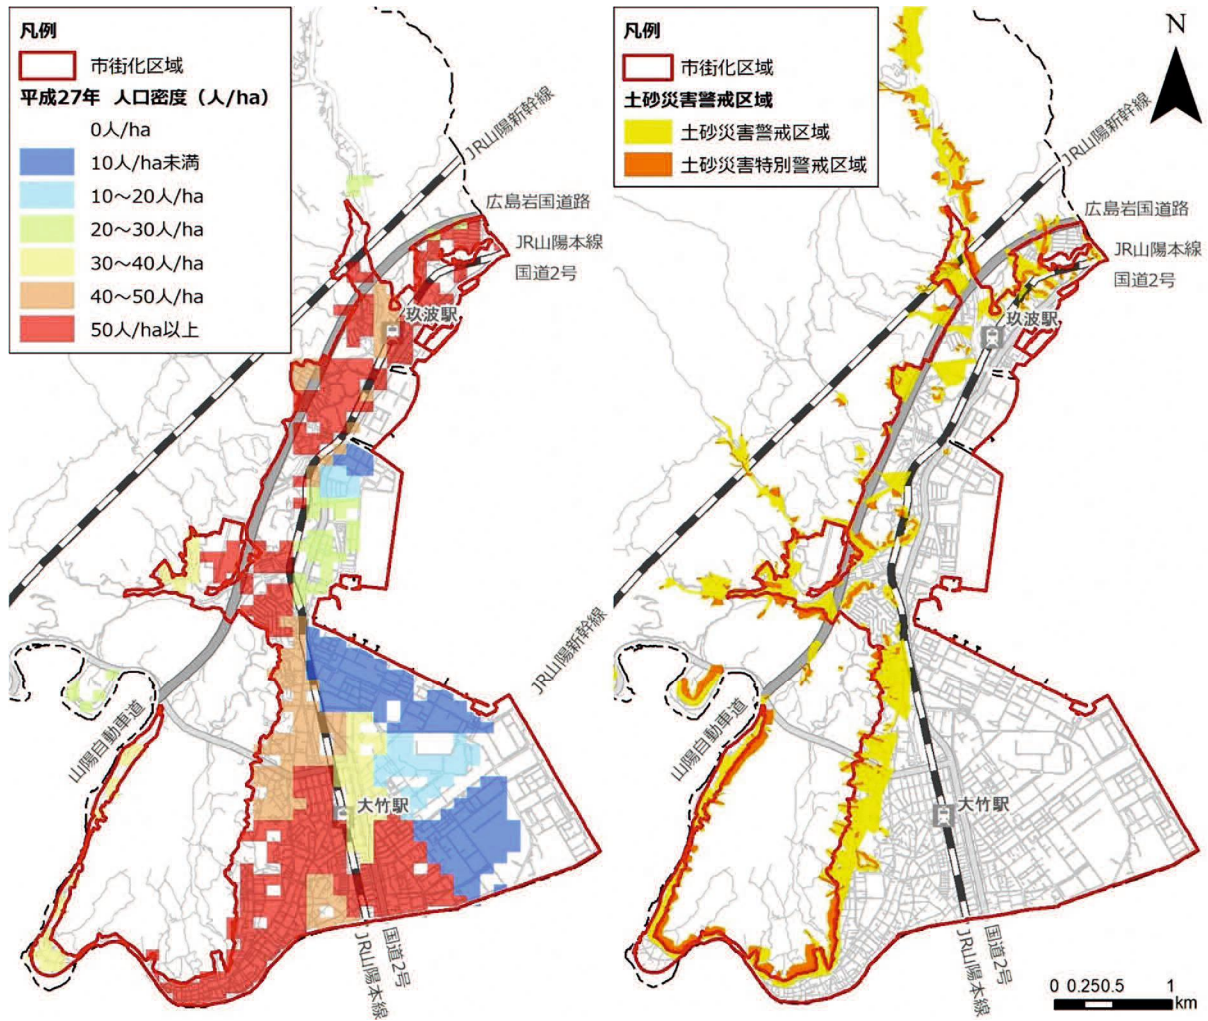 凡例
市街化区域
平成27年 人口密度（人/ha）
0人/ha
10人/ha未満
10～20人/ha
20～30人/ha
30～40人/ha
40～50人/ha
50人/ha以上
JR山陽新幹線
広島岩国道路
JR山陽本線
国道2号
玖波駅
JR山陽新幹線
山陽自動車道
大竹駅
国道2号
JR山陽本線
凡例
市街化区域
土砂災害警戒区域
土砂災害警戒区域
土砂災害特別警戒区域
N
JR山陽新幹線
広島岩国道路
JR山陽本線
国道2号
玖波駅
山陽自動車道
大竹駅
国道2号
JR山陽本線
0 0.250.5 1
km